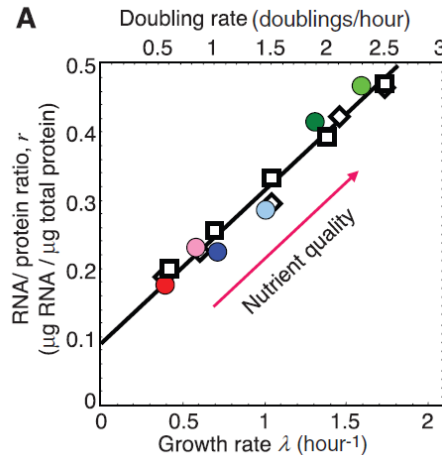 A
Doubling rate (doublings/hour)
0.5 1 1.5 2 2.5 3
RNA/ protein ratio, r
(μg RNA / μg total protein)
0.5
0.4
0.3
0.2
0.1
0
Nutrient quality
0 0.5 1 1.5 2
Growth rate λ (hour-1)